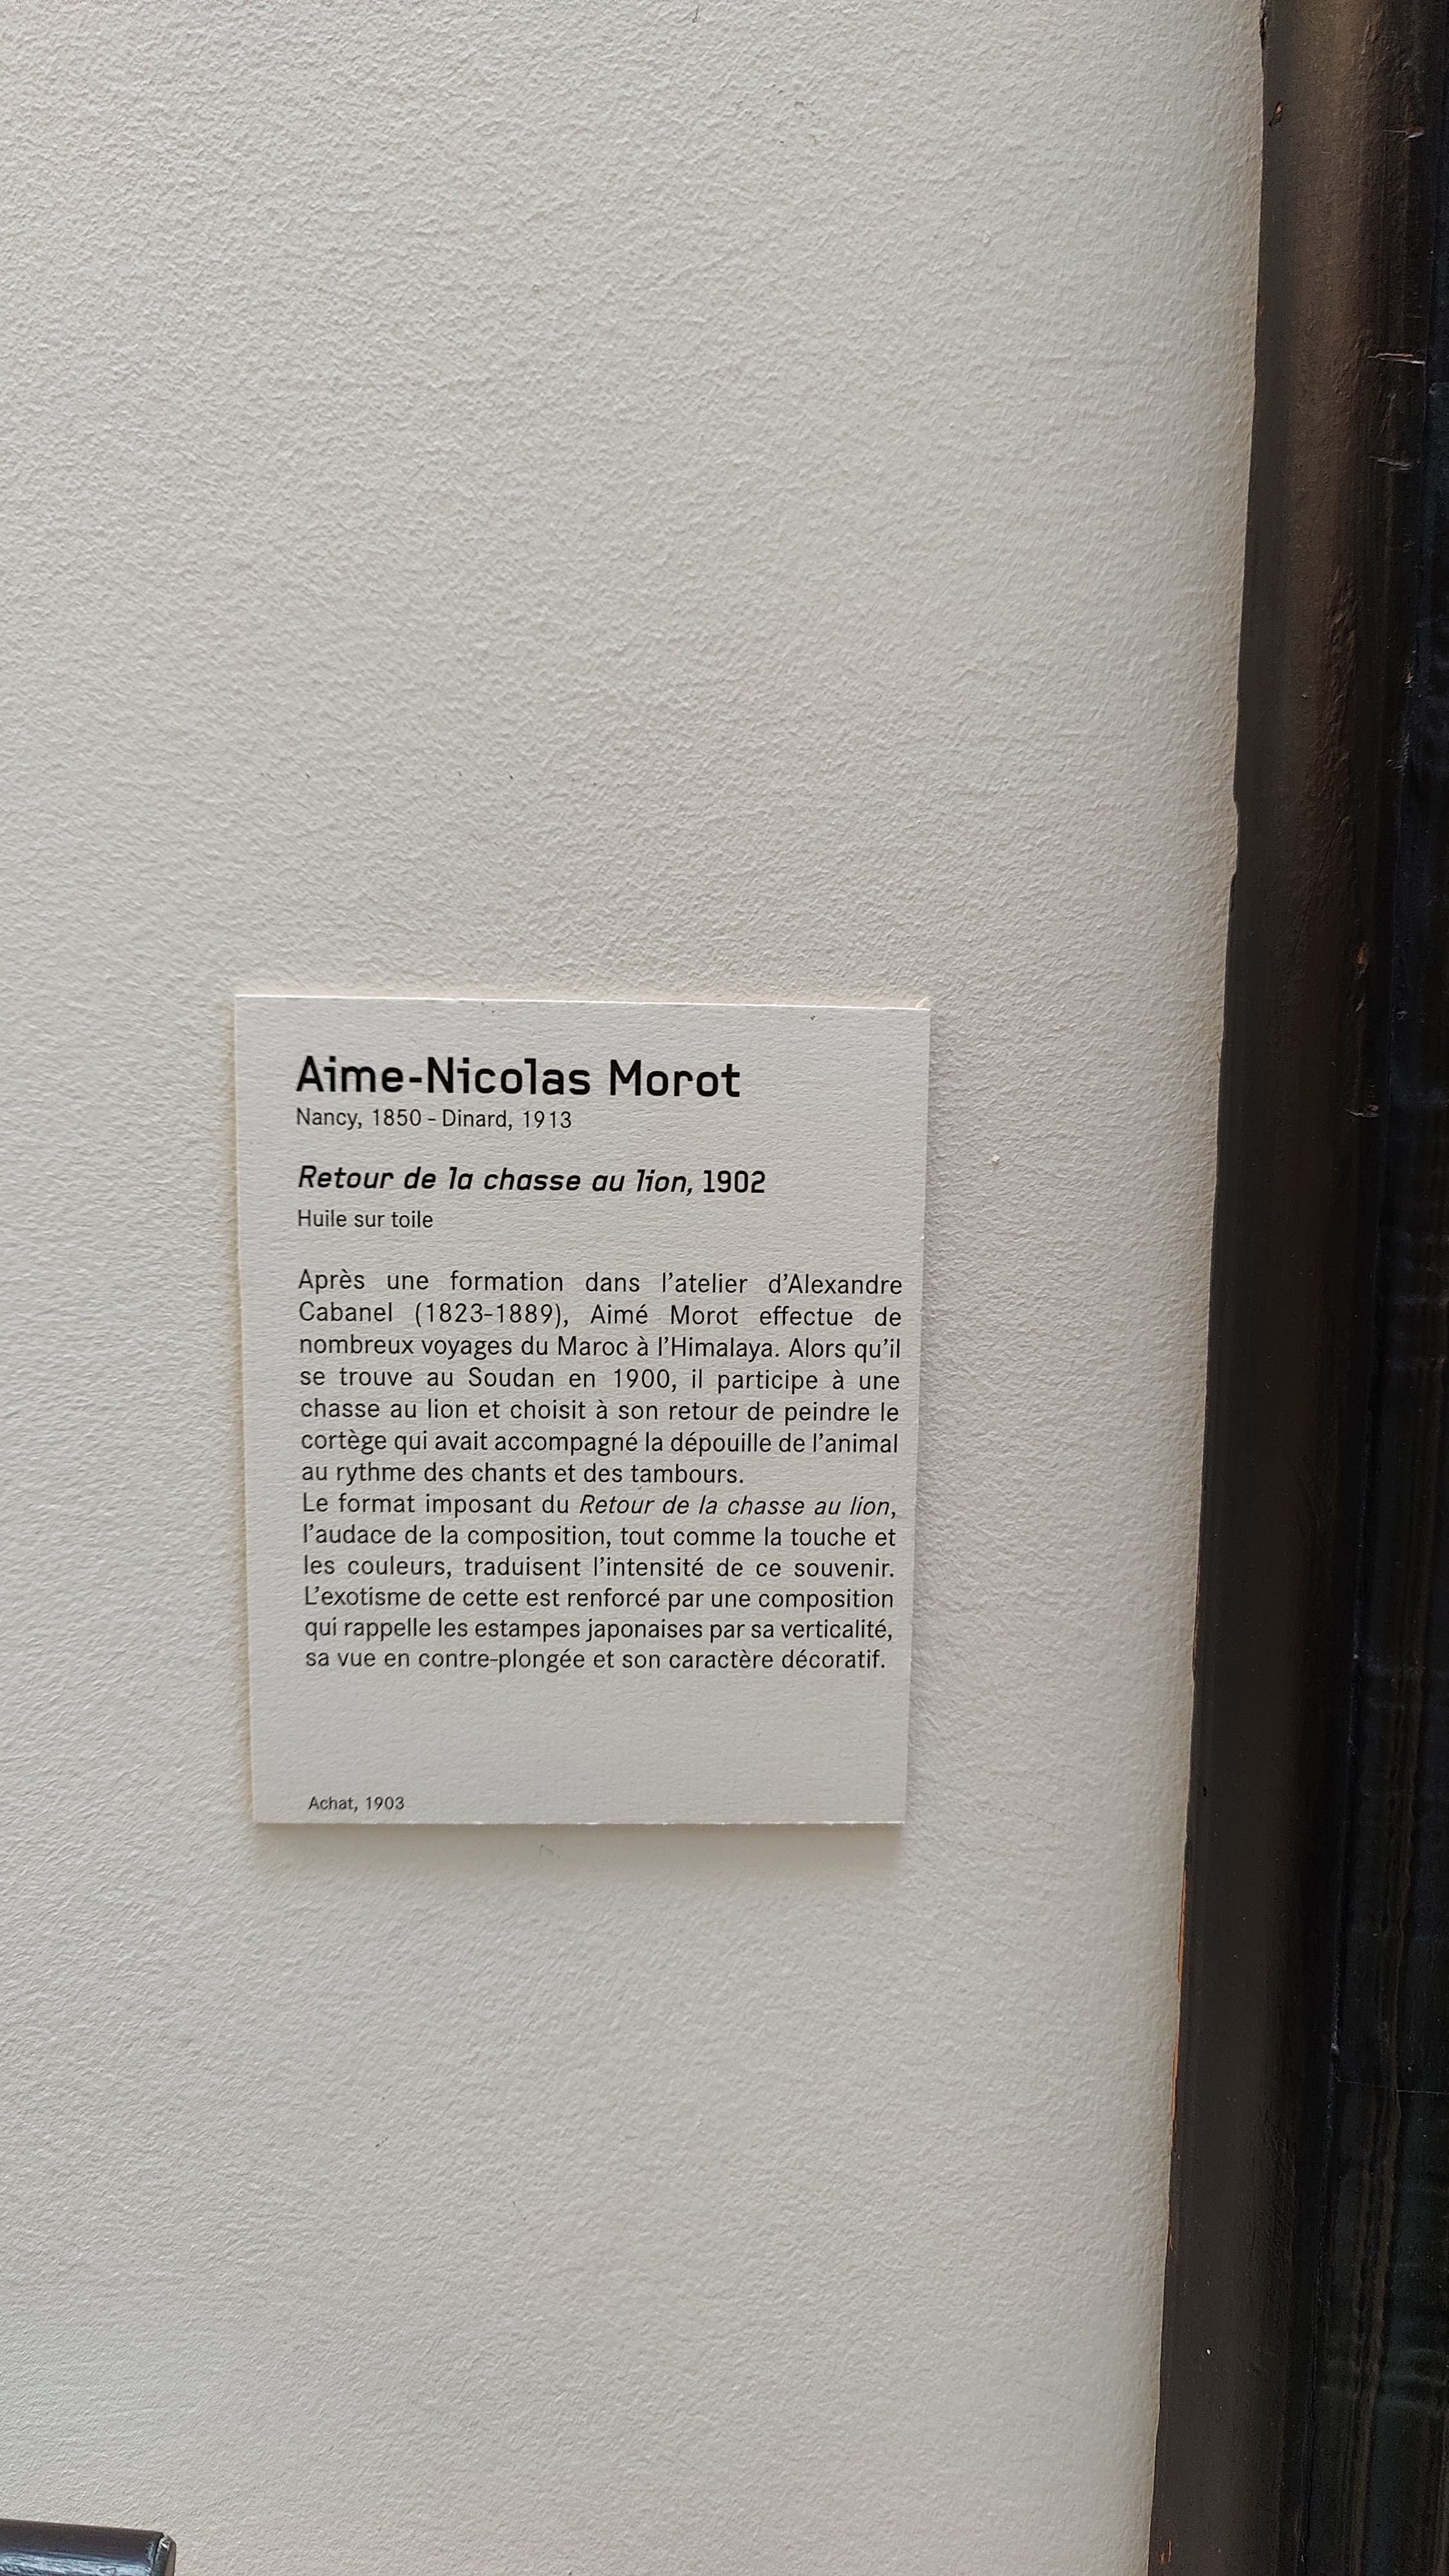 Aime-Nicolas Morot
Nancy, 1850 - Dinard, 1913
Retour de la chasse au lion, 1902
Huile sur toile
Après une formation dans l'atelier d'Alexandre
Cabanel (1823-1889), Aimé Morot effectue de
nombreux voyages du Maroc à l'Himalaya. Alors qu'il
se trouve au Soudan en 1900, il participe à une
chasse au lion et choisit à son retour de peindre le
cortège qui avait accompagné la dépouille de l'animal
au rythme des chants et des tambours.
Le format imposant du Retour de la chasse au lion,
l'audace de la composition, tout comme la touche et
les couleurs, traduisent l'intensité de ce souvenir.
L'exotisme de cette est renforcé par une composition
qui rappelle les estampes japonaises par sa verticalité,
sa vue en contre-plongée et son caractère décoratif.
Achat, 1903